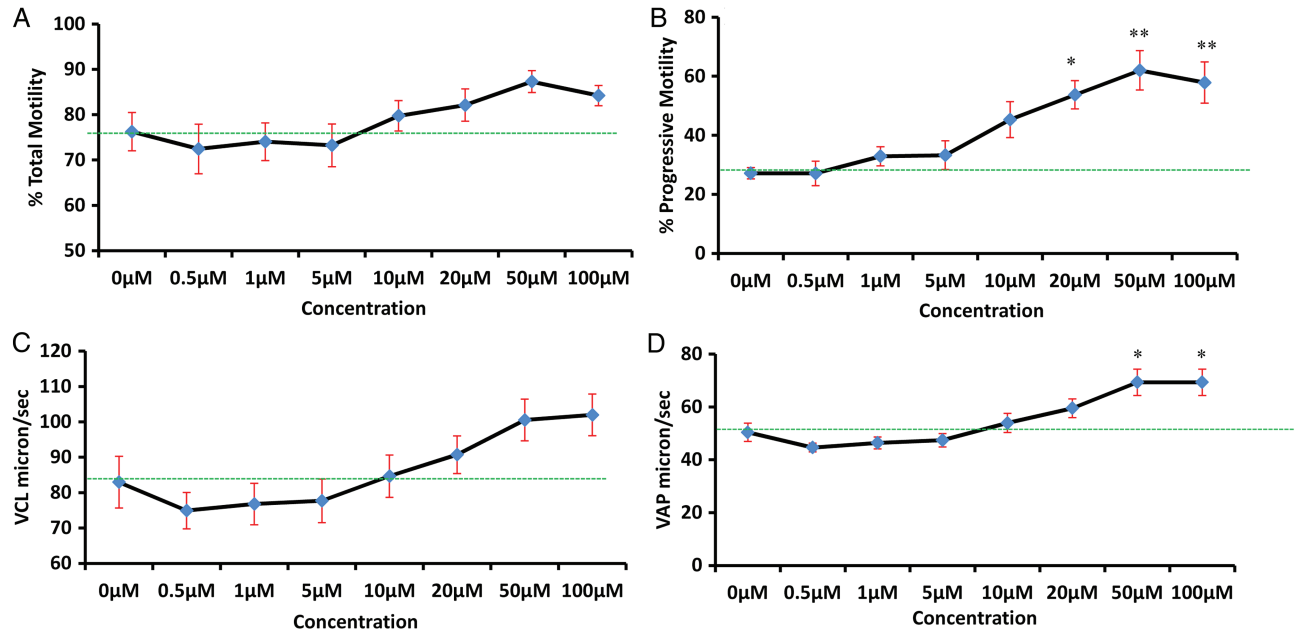 A
100
90
80
70
60
50
% Total Motility
0µM 0.5µM 1µM 5µM 10µM 20µM 50µM 100µM
Concentration
B
80
60
40
20
0
% Progressive Motility
* ** **
0µM 0.5µM 1µM 5µM 10µM 20µM 50µM 100µM
Concentration
C
120
110
100
90
80
70
60
VCL micron/sec
0µM 0.5µM 1µM 5µM 10µM 20µM 50µM 100µM
Concentration
D
80
60
40
20
0
VAP micron/sec
* *
0µM 0.5µM 1µM 5µM 10µM 20µM 50µM 100µM
Concentration